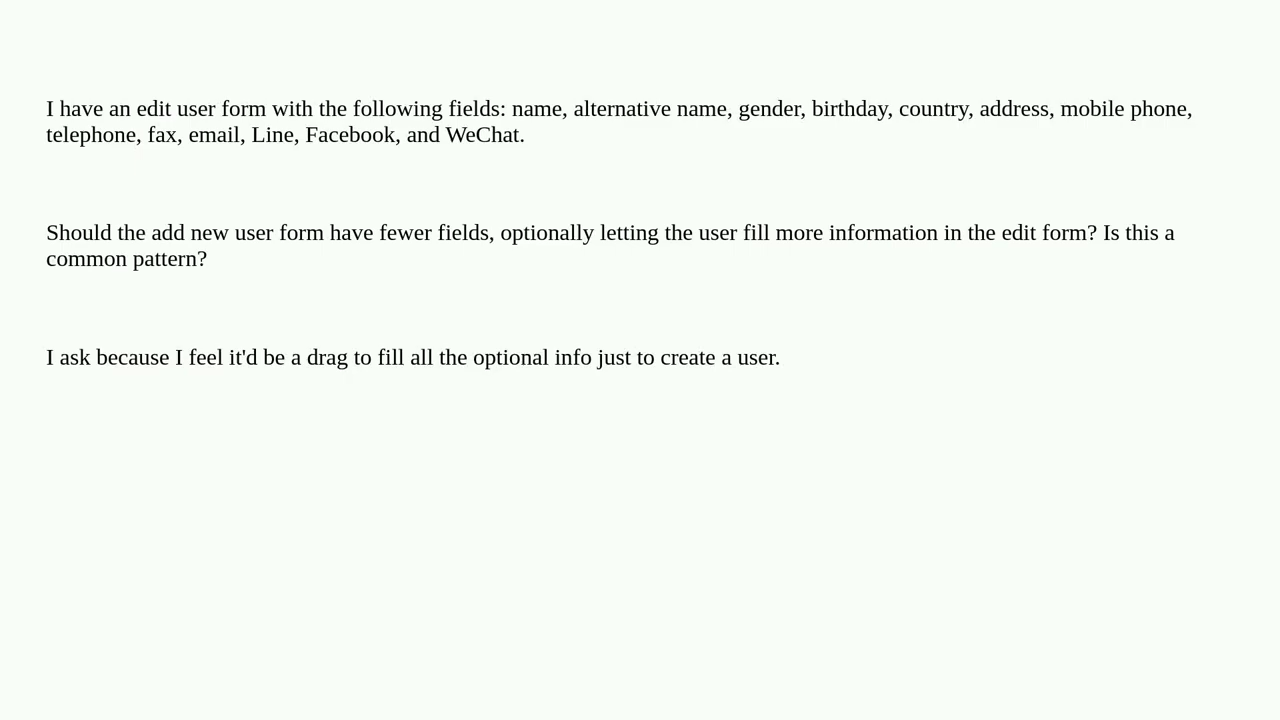 I have an edit user form with the following fields: name, alternative name, gender, birthday, country, address, mobile phone,
telephone, fax, email, Line, Facebook, and WeChat.
Should the add new user form have fewer fields, optionally letting the user fill more information in the edit form? Is this a
common pattern?
I ask because I feel it'd be a drag to fill all the optional info just to create a user.